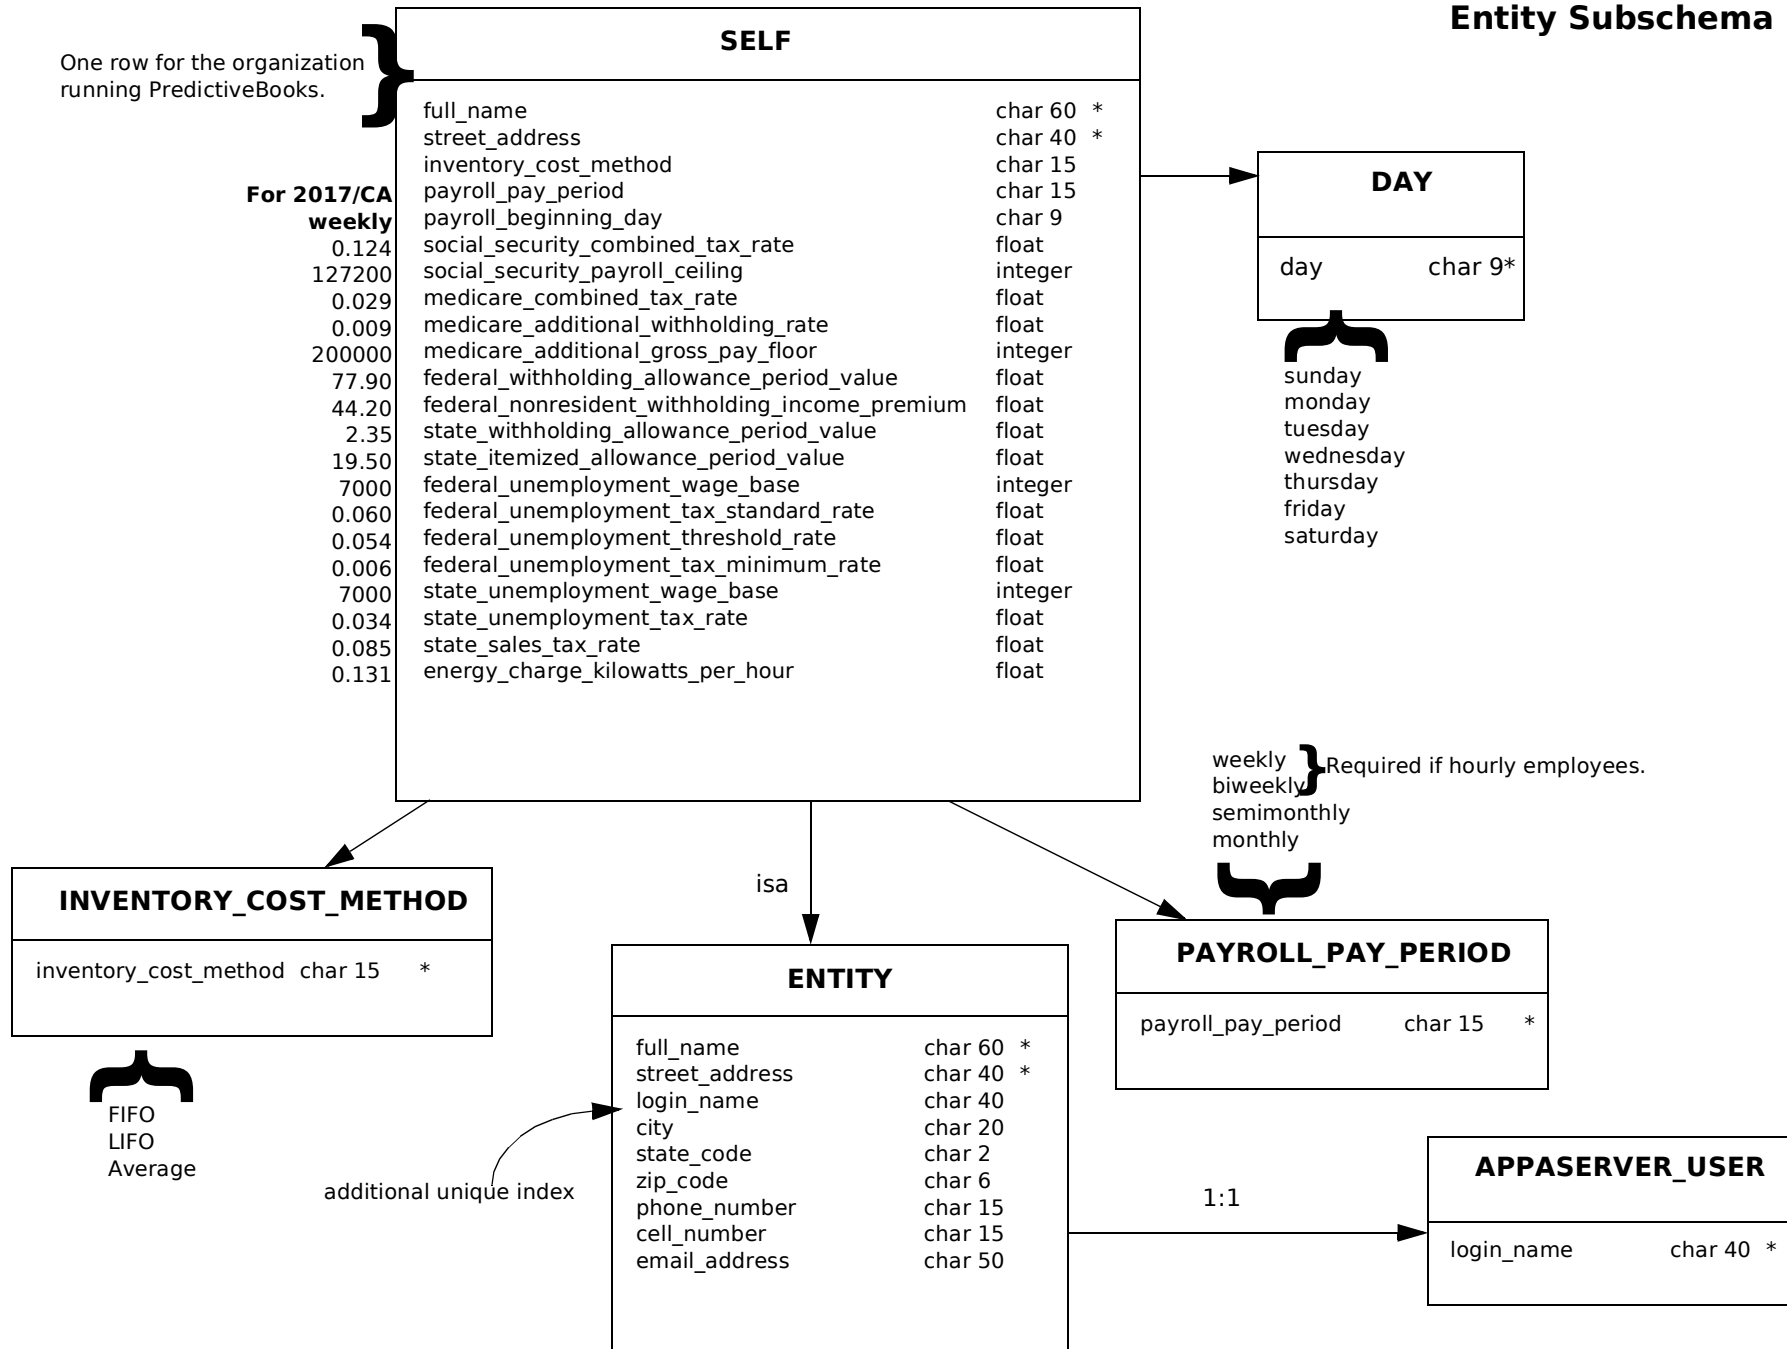 Entity Subschema
One row for the organization
running PredictiveBooks.
SELF
full_name char 60 *
street_address char 40 *
inventory_cost_method char 15
payroll_pay_period char 15
payroll_beginning_day char 9
For 2017/CA
weekly
0.124 social_security_combined_tax_rate float
127200 social_security_payroll_ceiling integer
0.029 medicare_combined_tax_rate float
0.009 medicare_additional_withholding_rate float
200000 medicare_additional_gross_pay_floor integer
77.90 federal_withholding_allowance_period_value float
44.20 federal_nonresident_withholding_income_premium float
2.35 state_withholding_allowance_period_value float
19.50 state_itemized_allowance_period_value float
7000 federal_unemployment_wage_base integer
0.060 federal_unemployment_tax_standard_rate float
0.054 federal_unemployment_threshold_rate float
0.006 federal_unemployment_tax_minimum_rate float
7000 state_unemployment_wage_base integer
0.034 state_unemployment_tax_rate float
0.085 state_sales_tax_rate float
0.131 energy_charge_kilowatts_per_hour float
DAY
day char 9*
sunday
monday
tuesday
wednesday
thursday
friday
saturday
weekly
biweekly
semimonthly
monthly
Required if hourly employees.
INVENTORY_COST_METHOD
inventory_cost_method char 15 *
FIFO
LIFO
Average
isa
ENTITY
full_name char 60 *
street_address char 40 *
login_name char 40
city char 20
state_code char 2
zip_code char 6
phone_number char 15
cell_number char 15
email_address char 50
additional unique index
PAYROLL_PAY_PERIOD
payroll_pay_period char 15 *
1:1
APPASERVER_USER
login_name char 40 *